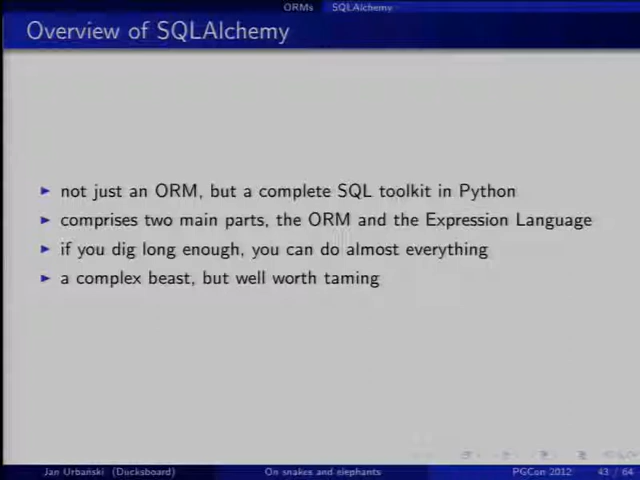 ORMs SQLAlchemy
Overview of SQLAlchemy
not just an ORM, but a complete SQL toolkit in Python
comprises two main parts, the ORM and the Expression Language
if you dig long enough, you can do almost everything
a complex beast, but well worth taming
Jan Urbański (Ducksboard) On snakes and elephants PGCon 2012 43 / 64